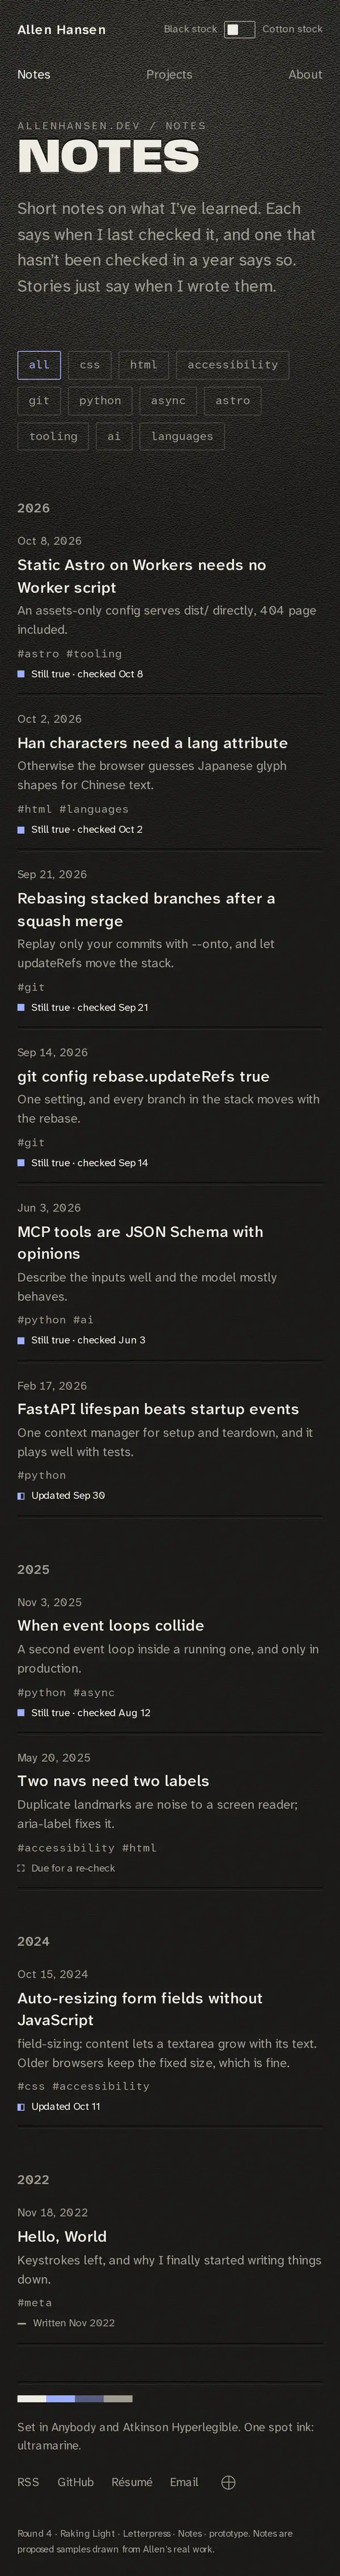 Allen Hansen
Black stock
Cotton stock
Notes
Projects
About
ALLENHANSEN.DEV / NOTES
NOTES
Short notes on what I've learned. Each
says when I last checked it, and one that
hasn't been checked in a year says so.
Stories just say when I wrote them.
all
css
html
accessibility
git
python
async
astro
tooling
ai
languages
2026
Oct 8, 2026
Static Astro on Workers needs no
Worker script
An assets-only config serves dist/ directly, 404 page
included.
#astro #tooling
Still true · checked Oct 8
Oct 2, 2026
Han characters need a lang attribute
Otherwise the browser guesses Japanese glyph
shapes for Chinese text.
#html #languages
Still true · checked Oct 2
Sep 21, 2026
Rebasing stacked branches after a
squash merge
Replay only your commits with --onto, and let
updateRefs move the stack.
#git
Still true · checked Sep 21
Sep 14, 2026
git config rebase.updateRefs true
One setting, and every branch in the stack moves with
the rebase.
#git
Still true · checked Sep 14
Jun 3, 2026
MCP tools are JSON Schema with
opinions
Describe the inputs well and the model mostly
behaves.
#python #ai
Still true · checked Jun 3
Feb 17, 2026
FastAPI lifespan beats startup events
One context manager for setup and teardown, and it
plays well with tests.
#python
Updated Sep 30
2025
Nov 3, 2025
When event loops collide
A second event loop inside a running one, and only in
production.
#python #async
Still true · checked Aug 12
May 20, 2025
Two navs need two labels
Duplicate landmarks are noise to a screen reader;
aria-label fixes it.
#accessibility #html
Due for a re-check
2024
Oct 15, 2024
Auto-resizing form fields without
JavaScript
field-sizing: content lets a textarea grow with its text.
Older browsers keep the fixed size, which is fine.
#css #accessibility
Updated Oct 11
2022
Nov 18, 2022
Hello, World
Keystrokes left, and why I finally started writing things
down.
#meta
Written Nov 2022
Set in Anybody and Atkinson Hyperlegible. One spot ink:
ultramarine.
RSS
GitHub
Résumé
Email
Round 4 · Raking Light · Letterpress · Notes · prototype. Notes are
proposed samples drawn from Allen's real work.